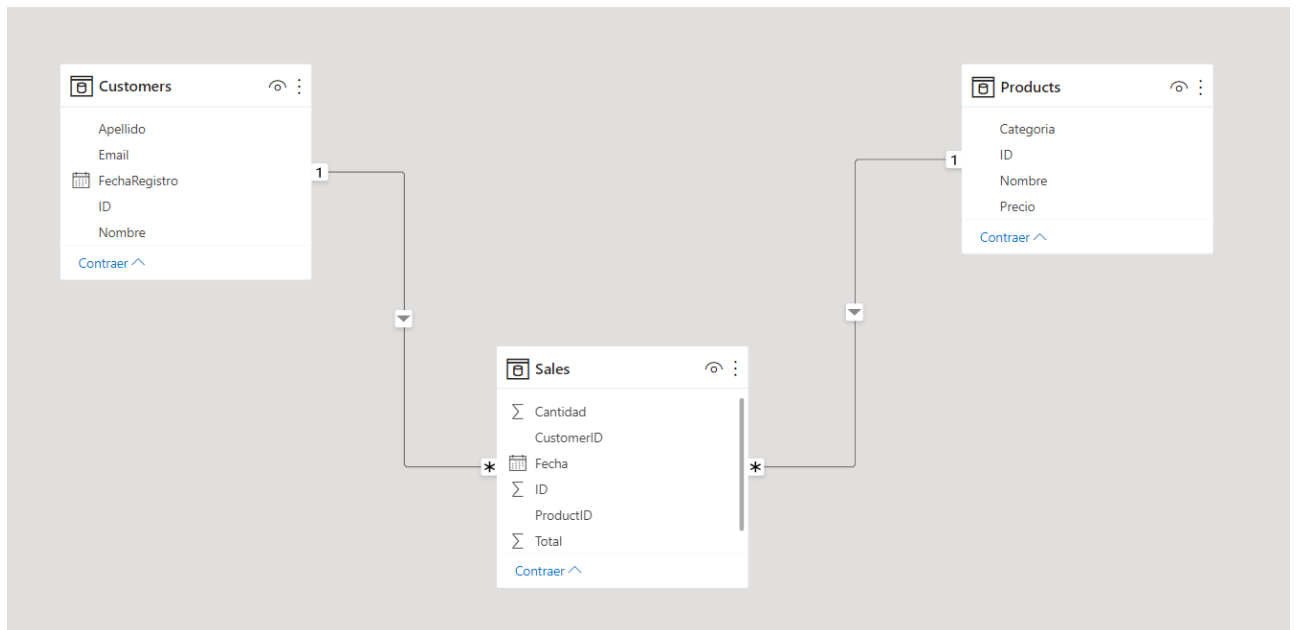 Customers
Apellido
Email
FechaRegistro
ID
Nombre
Contraer
1
Products
Categoria
ID
Nombre
Precio
Contraer
1
Sales
Cantidad
CustomerID
Fecha
ID
ProductID
Total
Contraer
*
*